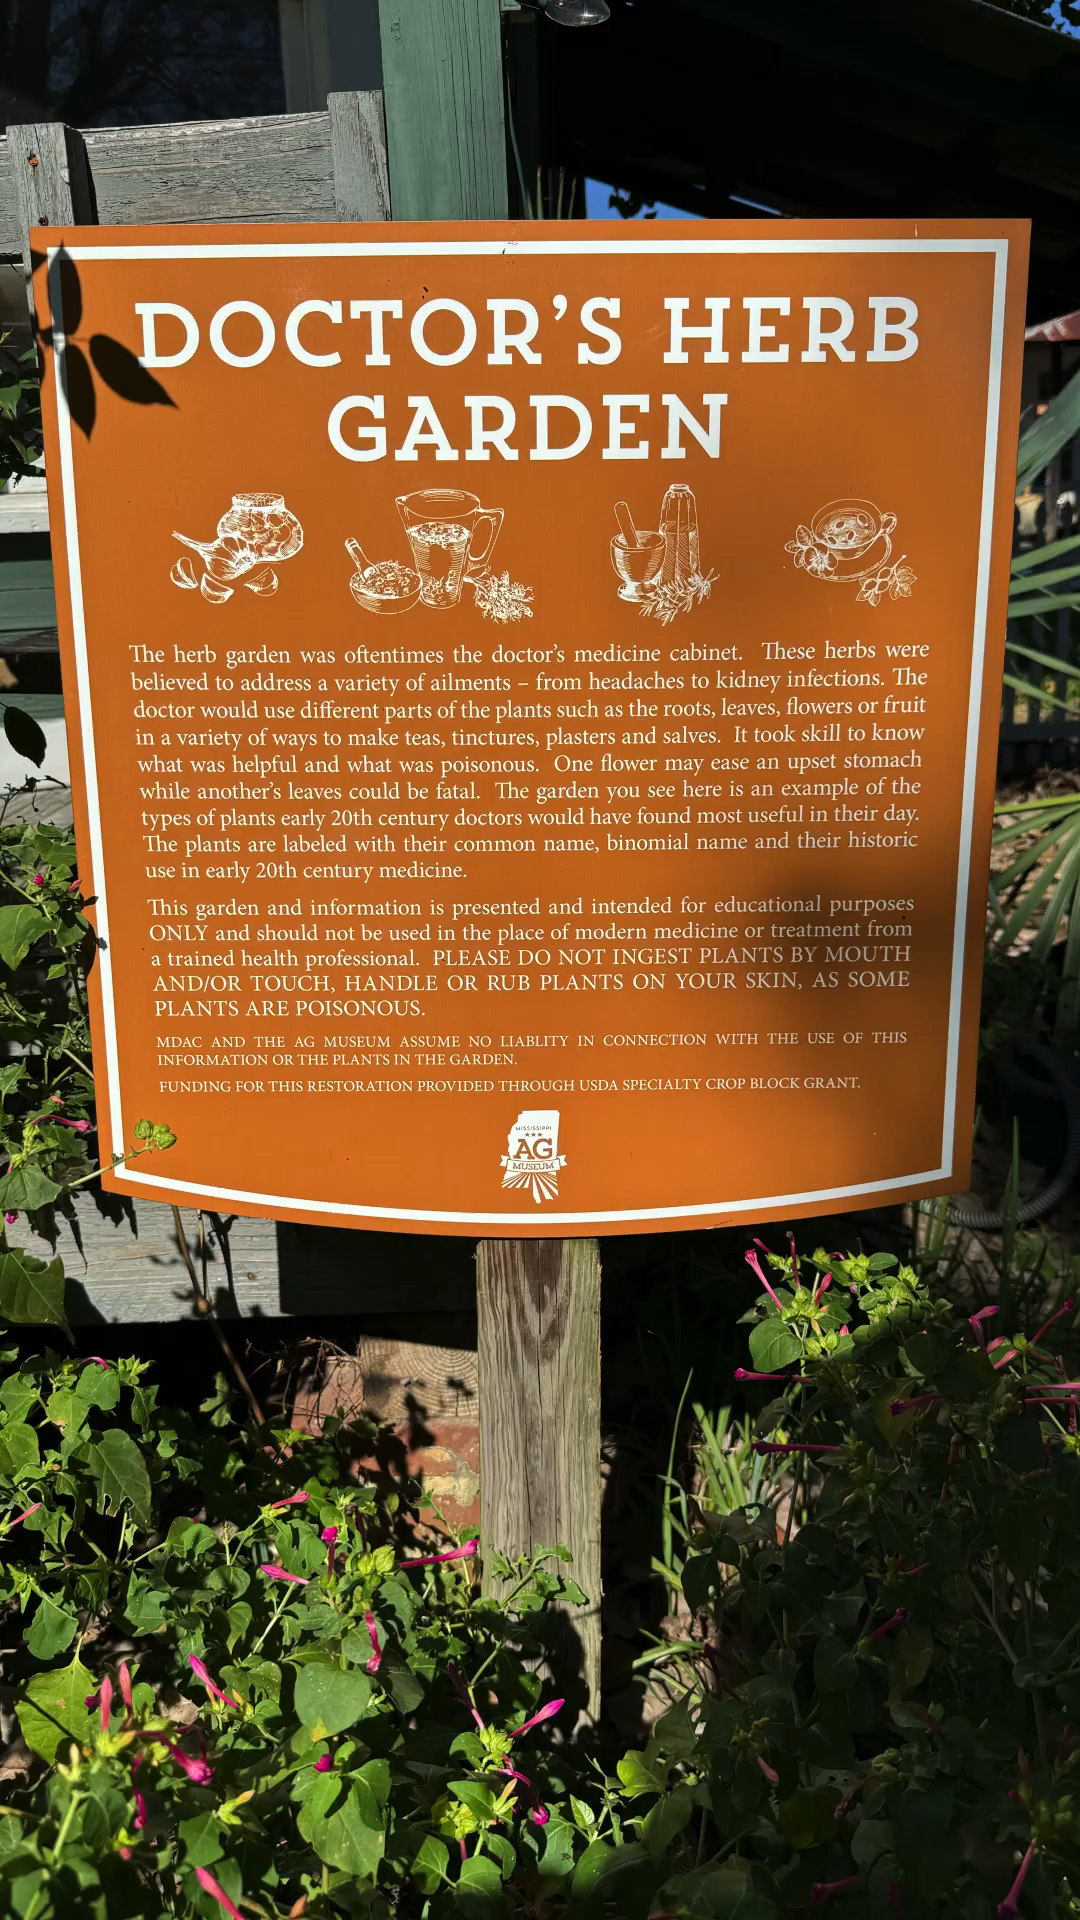 DOCTOR'S HERB
GARDEN
The herb garden was oftentimes the doctor's medicine cabinet. These herbs were
believed to address a variety of ailments – from headaches to kidney infections. The
doctor would use different parts of the plants such as the roots, leaves, flowers or fruit
in a variety of ways to make teas, tinctures, plasters and salves. It took skill to know
what was helpful and what was poisonous. One flower may ease an upset stomach
while another's leaves could be fatal. The garden you see here is an example of the
types of plants early 20th century doctors would have found most useful in their day.
The plants are labeled with their common name, binomial name and their historic
use in early 20th century medicine.
This garden and information is presented and intended for educational purposes
ONLY and should not be used in the place of modern medicine or treatment from
a trained health professional. PLEASE DO NOT INGEST PLANTS BY MOUTH
AND/OR TOUCH, HANDLE OR RUB PLANTS ON YOUR SKIN, AS SOME
PLANTS ARE POISONOUS.
MDAC AND THE AG MUSEUM ASSUME NO LIABLITY IN CONNECTION WITH THE USE OF THIS
INFORMATION OR THE PLANTS IN THE GARDEN.
FUNDING FOR THIS RESTORATION PROVIDED THROUGH USDA SPECIALTY CROP BLOCK GRANT.
MISSISSIPPI
AG
MUSEUM